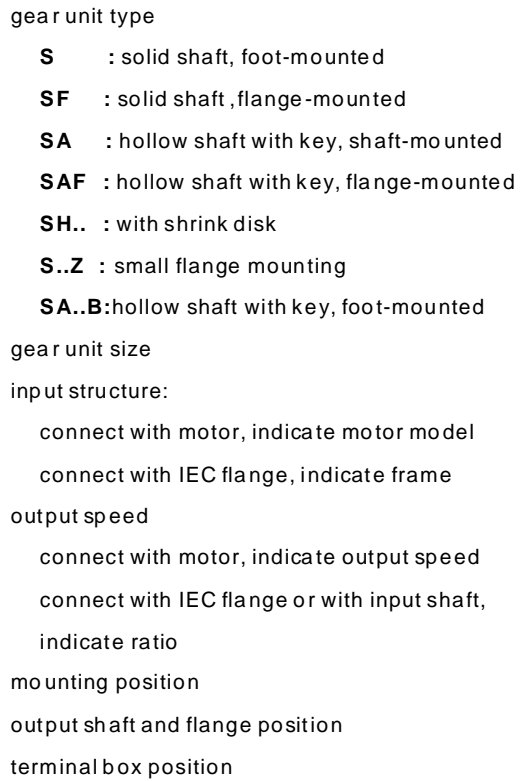 gear unit type
S : solid shaft, foot-mounted
SF : solid shaft ,flange-mounted
SA : hollow shaft with key, shaft-mounted
SAF : hollow shaft with key, flange-mounted
SH.. : with shrink disk
S..Z : small flange mounting
SA..B:hollow shaft with key, foot-mounted
gear unit size
input structure:
connect with motor, indicate motor model
connect with IEC flange, indicate frame
output speed
connect with motor, indicate output speed
connect with IEC flange or with input shaft,
indicate ratio
mounting position
output shaft and flange position
terminal box position